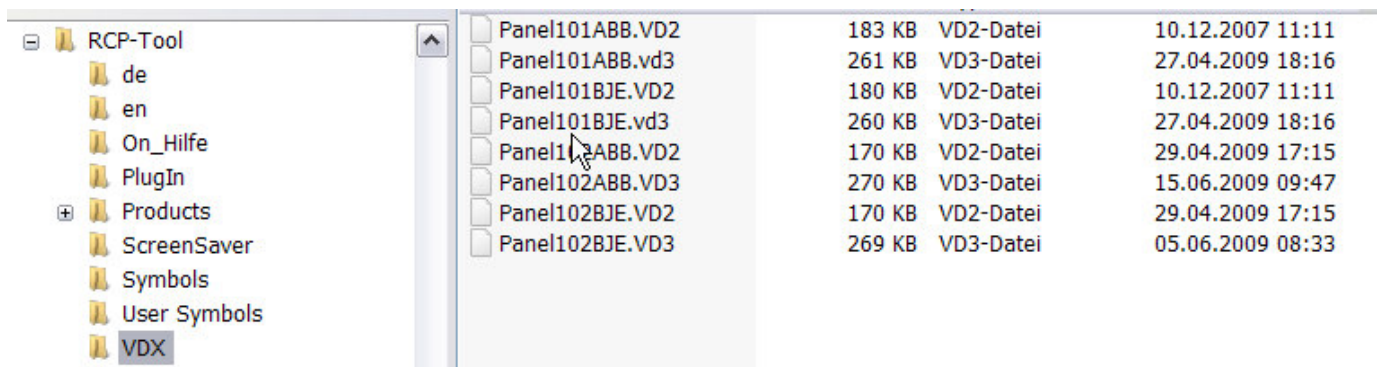 RCP-Tool
de
en
On_Hilfe
PlugIn
Products
ScreenSaver
Symbols
User Symbols
VDX
Panel101ABB.VD2 183 KB VD2-Datei 10.12.2007 11:11
Panel101ABB.vd3 261 KB VD3-Datei 27.04.2009 18:16
Panel101BJE.VD2 180 KB VD2-Datei 10.12.2007 11:11
Panel101BJE.vd3 260 KB VD3-Datei 27.04.2009 18:16
Panel102ABB.VD2 170 KB VD2-Datei 29.04.2009 17:15
Panel102ABB.VD3 270 KB VD3-Datei 15.06.2009 09:47
Panel102BJE.VD2 170 KB VD2-Datei 29.04.2009 17:15
Panel102BJE.VD3 269 KB VD3-Datei 05.06.2009 08:33